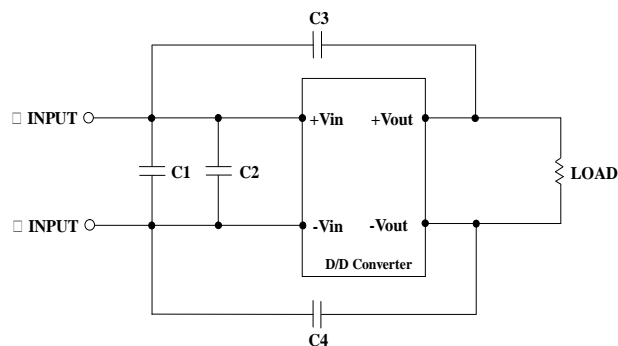 C3
□ INPUT
+Vin
+Vout
C1
C2
LOAD
□ INPUT
-Vin
-Vout
D/D Converter
C4